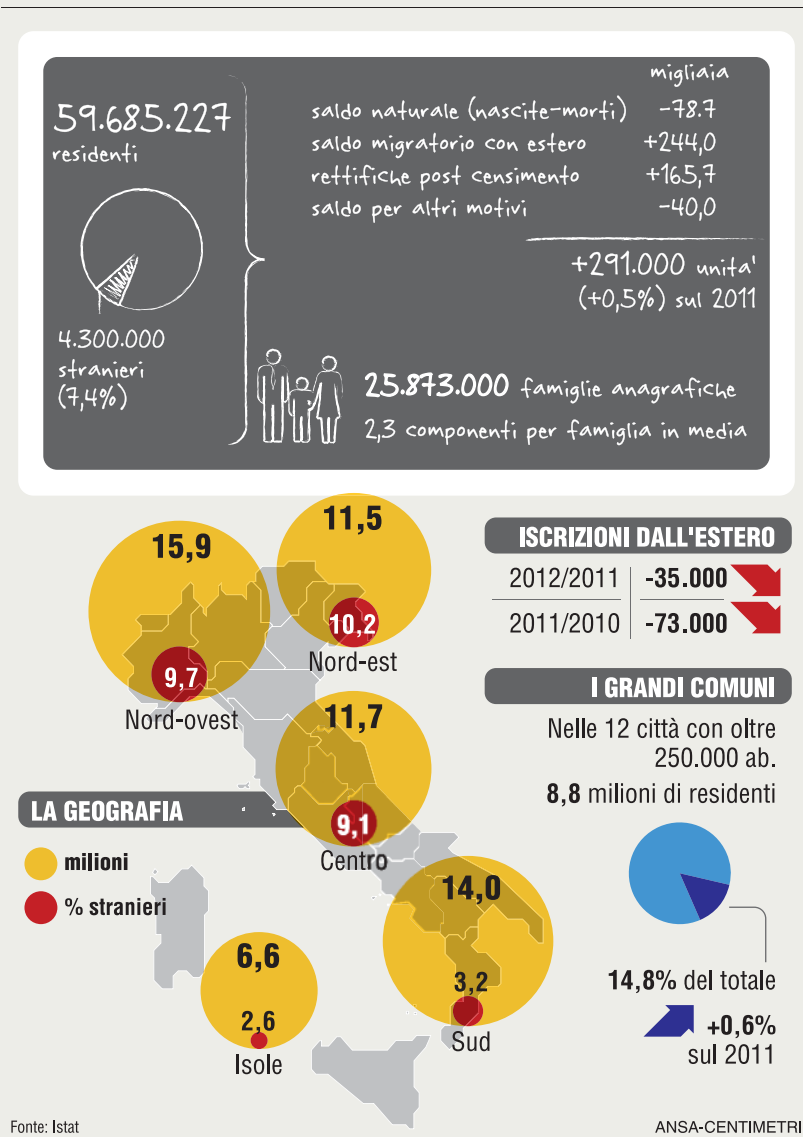 59.685.227
residenti
4.300.000
stranieri
(7,4%)
migliaia
saldo naturale (nascite-morti) -78.7
saldo migratorio con estero +244,0
rettifiche post censimento +165,7
saldo per altri motivi -40,0
+291.000 unita'
(+0,5%) sul 2011
25.873.000 famiglie anagrafiche
2,3 componenti per famiglia in media
15,9
9,7
Nord-ovest
11,5
10,2
Nord-est
11,7
9,1
Centro
14,0
3,2
Sud
6,6
2,6
Isole
LA GEOGRAFIA
milioni
% stranieri
ISCRIZIONI DALL'ESTERO
2012/2011 -35.000
2011/2010 -73.000
I GRANDI COMUNI
Nelle 12 città con oltre
250.000 ab.
8,8 milioni di residenti
14,8% del totale
+0,6%
sul 2011
Fonte: Istat
ANSA-CENTIMETRI